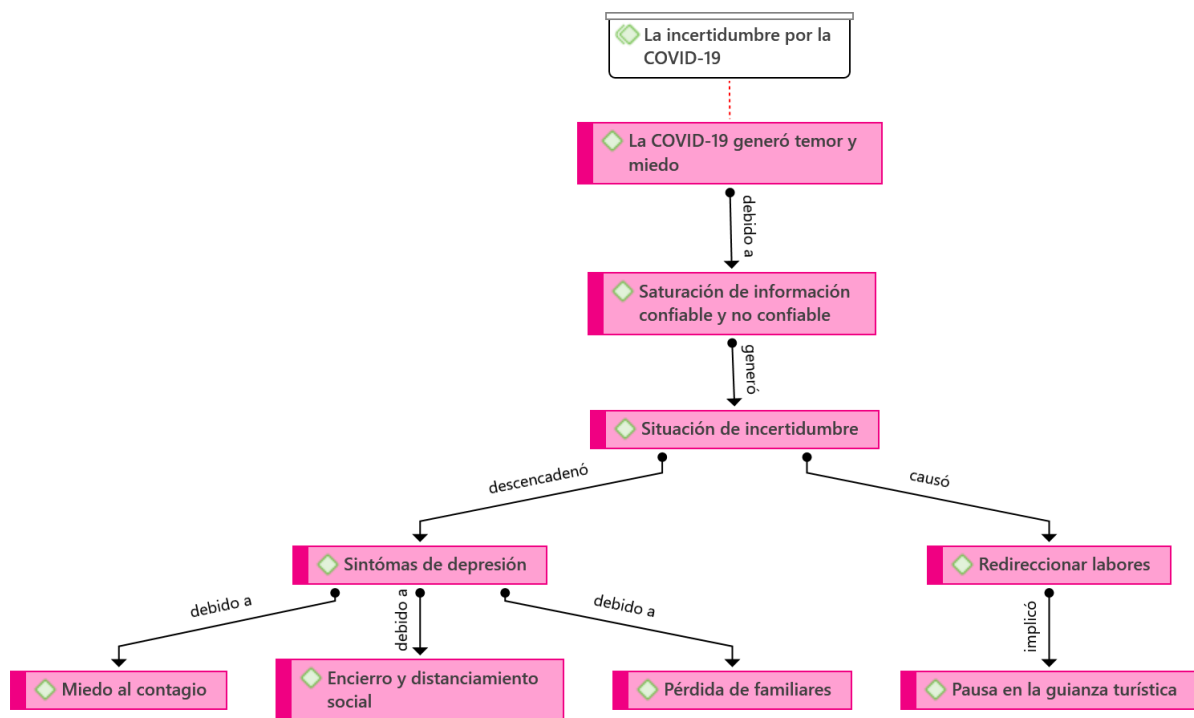 La incertidumbre por la
COVID-19
La COVID-19 generó temor y
miedo
debido a
Saturación de información
confiable y no confiable
generó
Situación de incertidumbre
descencadenó
causó
Sintómas de depresión
Redireccionar labores
debido a
debido a
debido a
implicó
Miedo al contagio
Encierro y distanciamiento
social
Pérdida de familiares
Pausa en la guianza turística